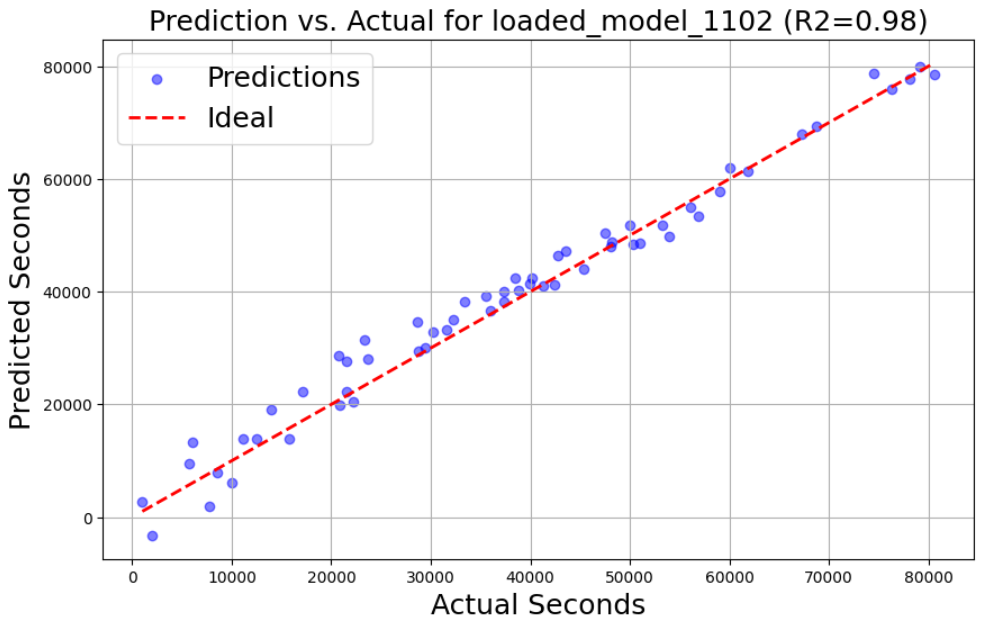 Prediction vs. Actual for loaded_model_1102 (R2=0.98)
Predictions
Ideal
80000
60000
40000
20000
0
Predicted Seconds
0 10000 20000 30000 40000 50000 60000 70000 80000
Actual Seconds